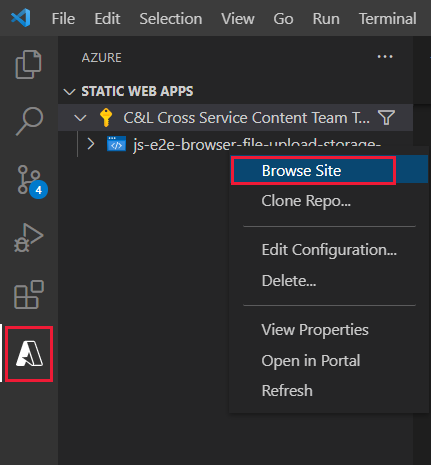 File Edit Selection View Go Run Terminal
AZURE
STATIC WEB APPS
C&L Cross Service Content Team T...
js-e2e-browser-file-upload-storage-
Browse Site
Clone Repo...
4
Edit Configuration...
Delete...
View Properties
Open in Portal
Refresh